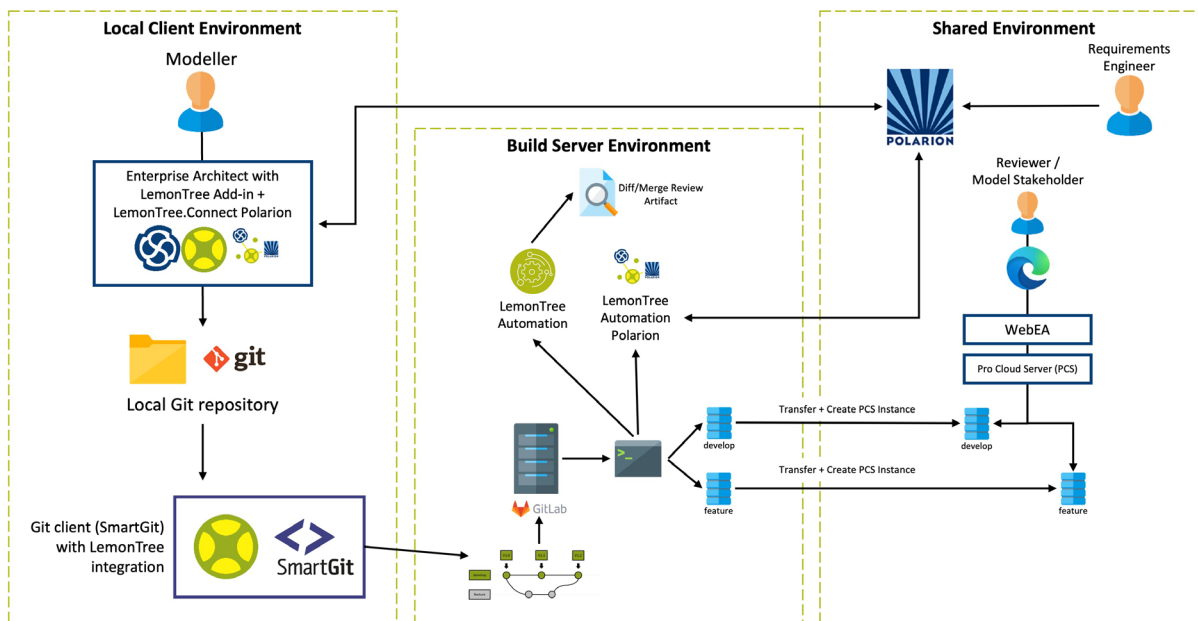 Local Client Environment
Modeller
Enterprise Architect with
LemonTree Add-in +
LemonTree.Connect Polarion
git
Local Git repository
Git client (SmartGit)
with LemonTree
integration
SmartGit
Build Server Environment
Diff/Merge Review
Artifact
LemonTree
Automation
LemonTree
Automation
Polarion
GitLab
develop
feature
Transfer + Create PCS Instance
Transfer + Create PCS Instance
Shared Environment
Requirements
Engineer
POLARION
Reviewer /
Model Stakeholder
WebEA
Pro Cloud Server (PCS)
develop
feature